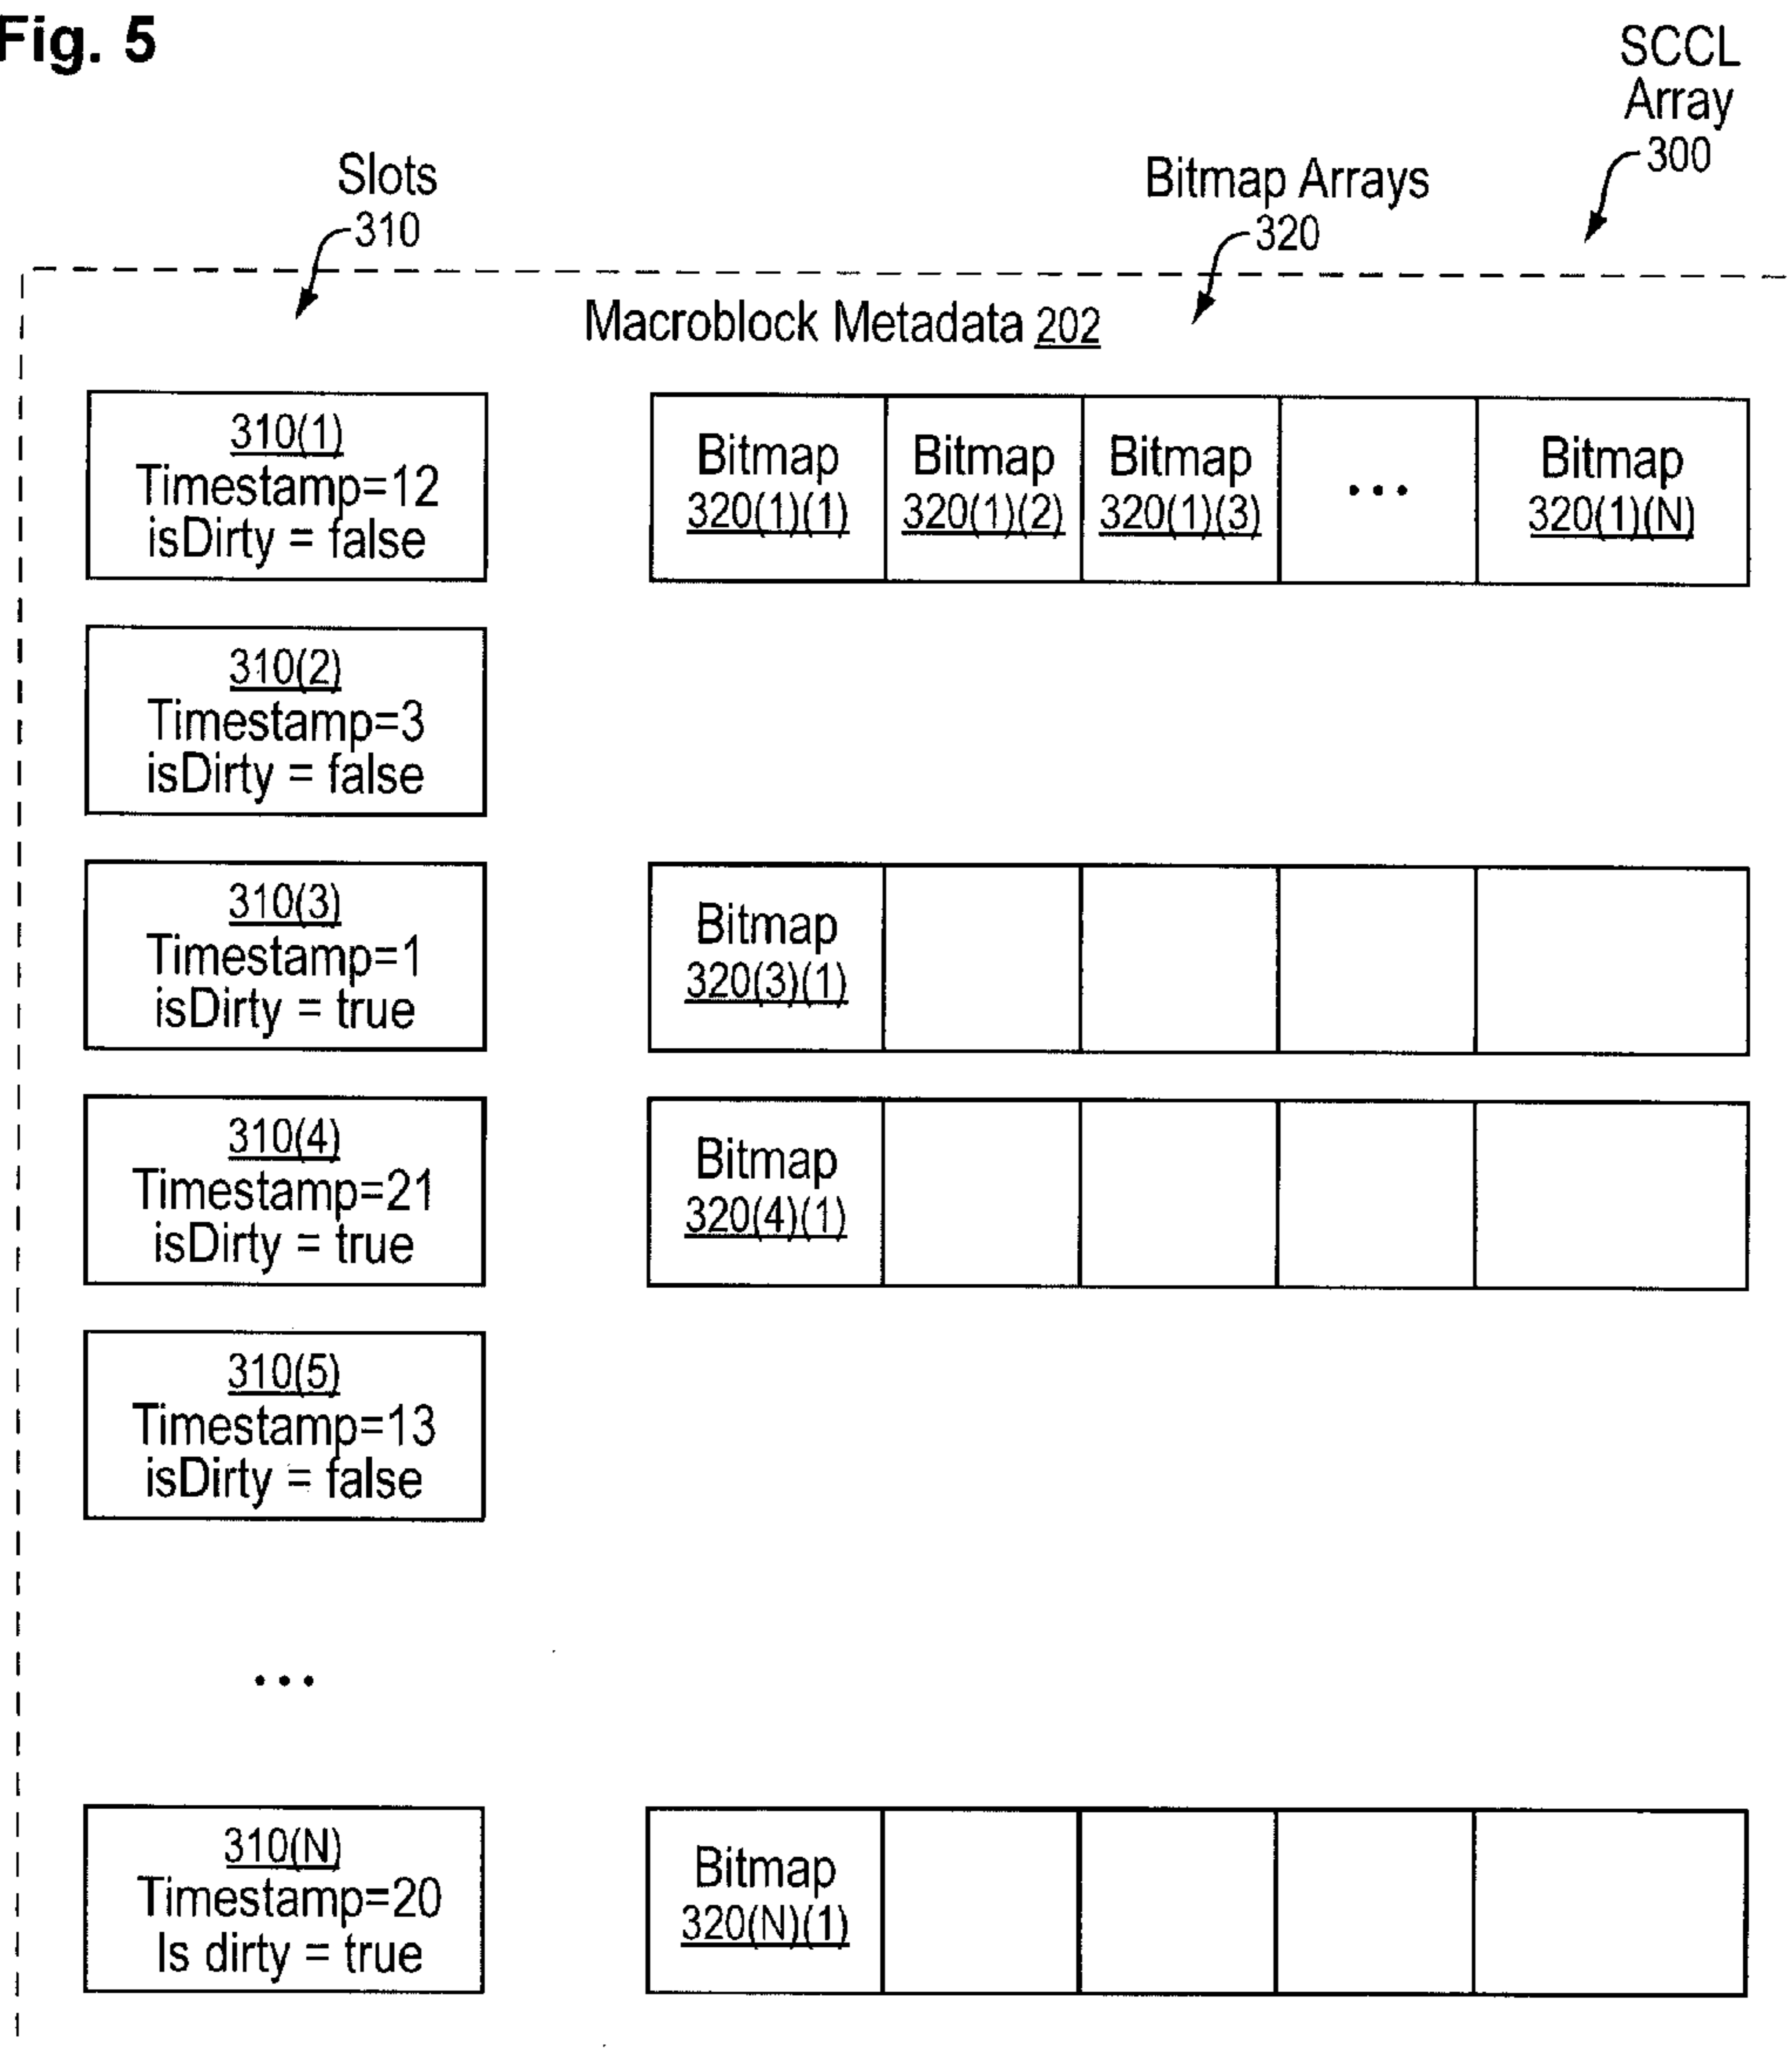 Fig. 5
SCCL
Array
300
Slots
310
Bitmap Arrays
320
Macroblock Metadata 202
310(1)
Timestamp=12
isDirty = false
Bitmap
320(1)(1)
Bitmap
320(1)(2)
Bitmap
320(1)(3)
...
Bitmap
320(1)(N)
310(2)
Timestamp=3
isDirty = false
310(3)
Timestamp=1
isDirty = true
Bitmap
320(3)(1)
310(4)
Timestamp=21
isDirty = true
Bitmap
320(4)(1)
310(5)
Timestamp=13
isDirty = false
...
310(N)
Timestamp=20
Is dirty = true
Bitmap
320(N)(1)